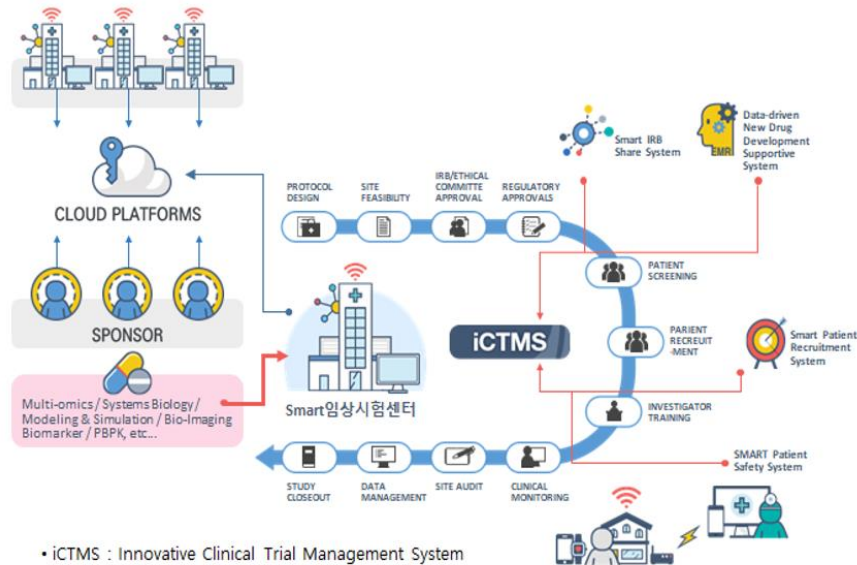 CLOUD PLATFORMS
SPONSOR
Multi-omics / Systems Biology /
Modeling & Simulation / Bio-Imaging
Biomarker / PBPK, etc...
Smart임상시험센터
PROTOCOL
DESIGN
SITE
FEASIBILITY
IRB/ETHICAL
COMMITTE
APPROVAL
REGULATORY
APPROVALS
Smart IRB
Share System
EMR
Data-driven
New Drug
Development
Supportive
System
PATIENT
SCREENING
iCTMS
PARIENT
RECRUIT
-MENT
Smart Patient
Recruitment
System
INVESTIGATOR
TRAINING
SMART Patient
Safety System
STUDY
CLOSEOUT
DATA
MANAGEMENT
SITE AUDIT
CLINICAL
MONITORING
• iCTMS : Innovative Clinical Trial Management System